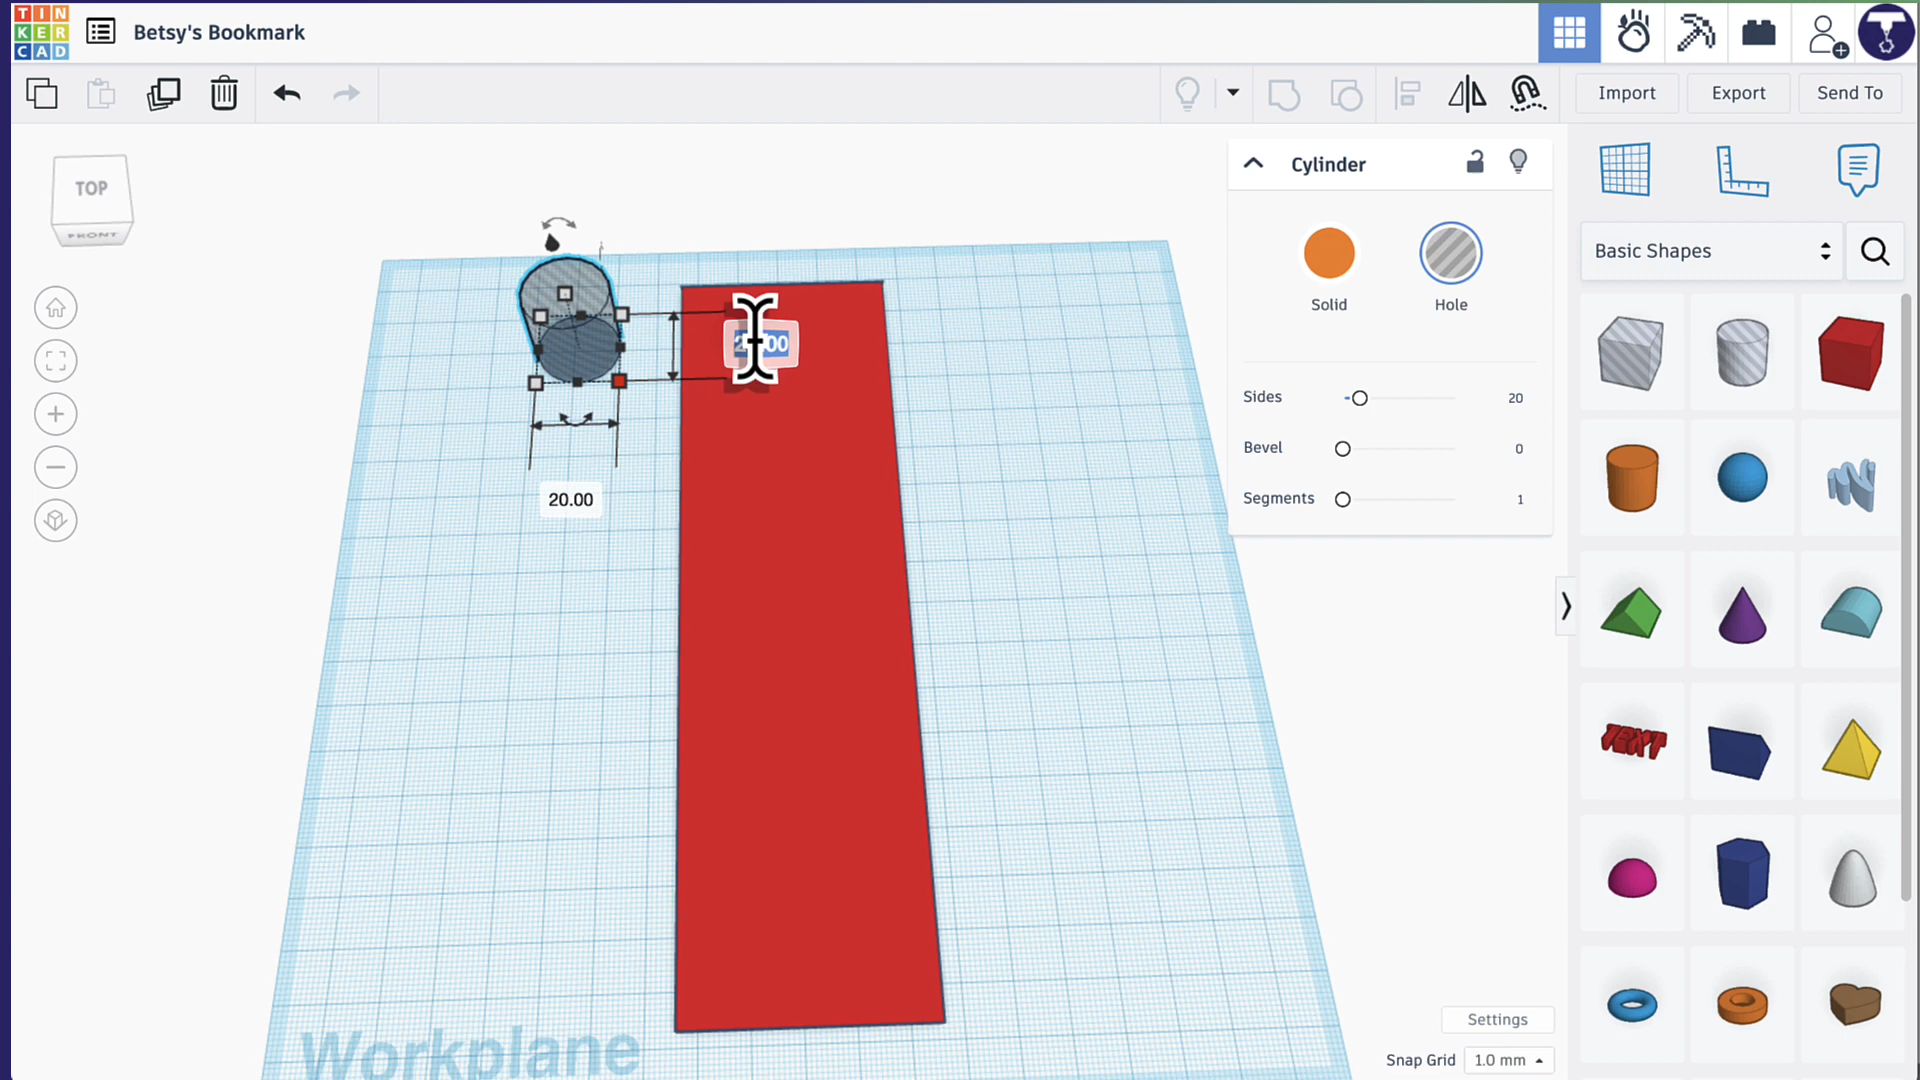 TIN
KER
CAD
Betsy's Bookmark
Import
Export
Send To
TOP
FRONT
Cylinder
Solid
Hole
Sides
20
Bevel
0
Segments
1
20.00
Basic Shapes
TEXT
Workplane
Settings
Snap Grid
1.0 mm